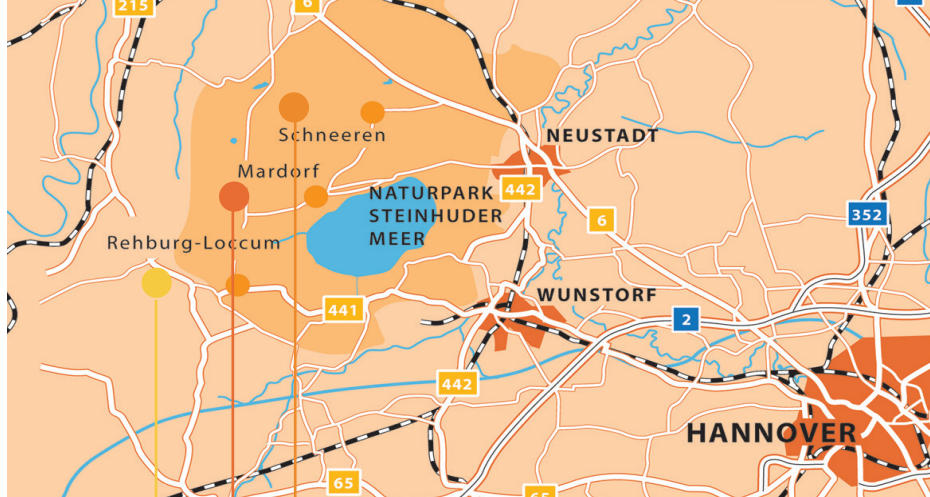 215
6
Schneeren
NEUSTADT
Mardorf
442
NATURPARK
STEINHUDER
MEER
6
352
Rehburg-Loccum
WUNSTORF
441
2
442
HANNOVER
65
65